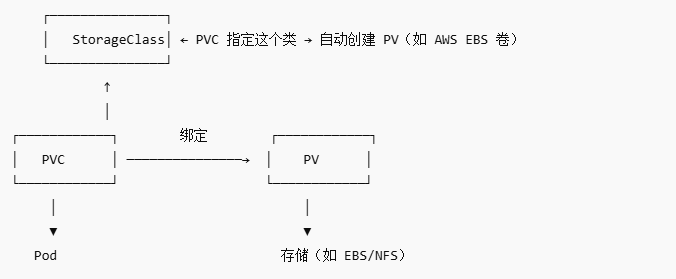 StorageClass ← PVC 指定这个类 → 自动创建 PV（如 AWS EBS 卷）
绑定
PVC PV
Pod 存储（如 EBS/NFS）